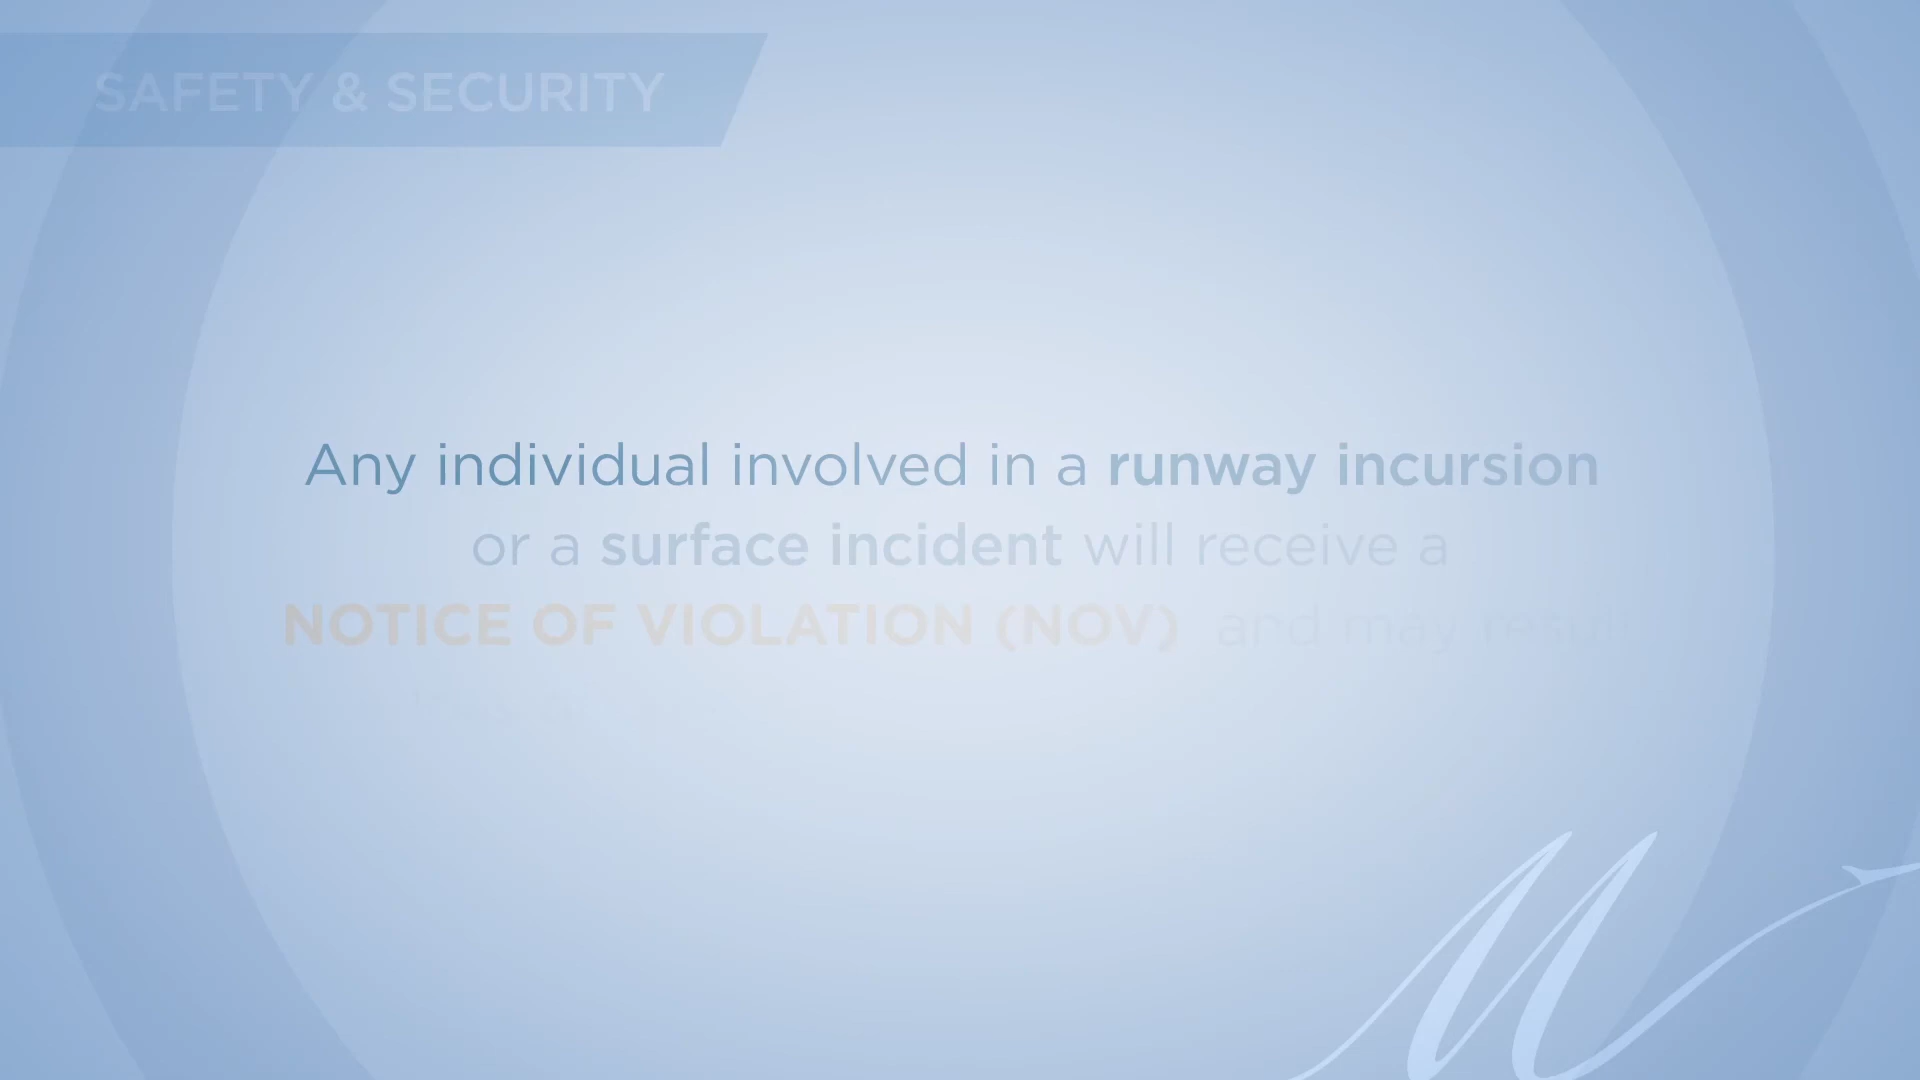 SAFETY & SECURITY
Any individual involved in a runway incursion
or a surface incident will receive a
NOTICE OF VIOLATION (NOV) and may result